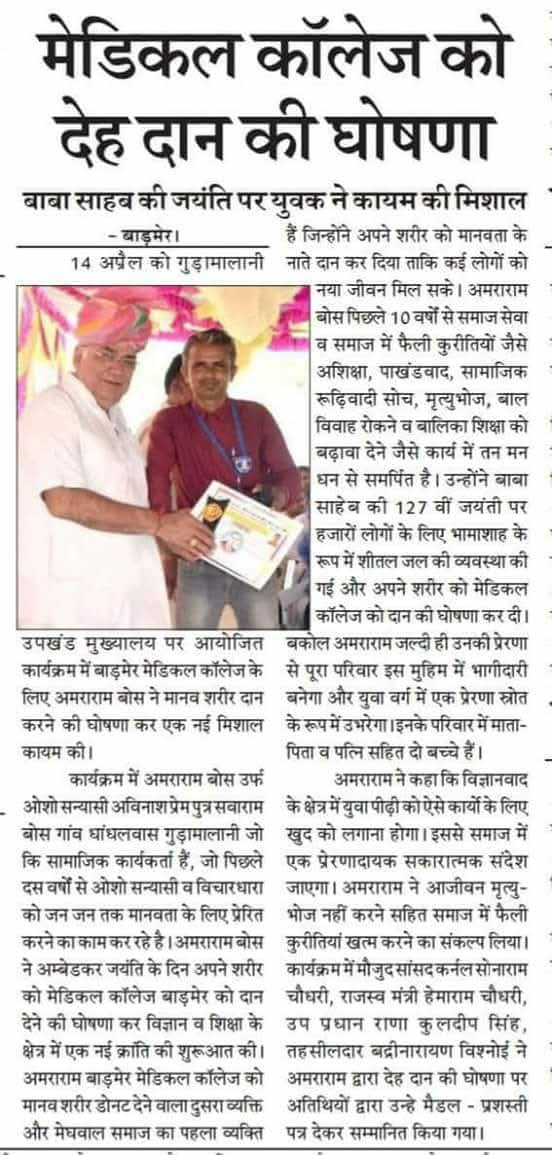 मेडिकल कॉलेज को
देह दान की घोषणा
बाबा साहब की जयंति पर युवक ने कायम की मिशाल
– बाड़मेर।
14 अप्रैल को गुड़ामालानी
उपखंड मुख्यालय पर आयोजित
कार्यक्रम में बाड़मेर मेडिकल कॉलेज के
लिए अमराराम बोस ने मानव शरीर दान
करने की घोषणा कर एक नई मिशाल
कायम की।
कार्यक्रम में अमराराम बोस उर्फ
ओशो सन्यासी अविनाश प्रेम पुत्र सवाराम
बोस गांव धांधलवास गुड़ामालानी जो
कि सामाजिक कार्यकर्ता हैं, जो पिछले
दस वर्षों से ओशो सन्यासी व विचारधारा
को जन जन तक मानवता के लिए प्रेरित
करने का काम कर रहे है। अमराराम बोस
ने अम्बेडकर जयंति के दिन अपने शरीर
को मेडिकल कॉलेज बाड़मेर को दान
देने की घोषणा कर विज्ञान व शिक्षा के
क्षेत्र में एक नई क्रांति की शुरूआत की।
अमराराम बाड़मेर मेडिकल कॉलेज को
मानव शरीर डोनट देने वाला दुसरा व्यक्ति
और मेघवाल समाज का पहला व्यक्ति
हैं जिन्होंने अपने शरीर को मानवता के
नाते दान कर दिया ताकि कई लोगों को
नया जीवन मिल सके। अमराराम
बोस पिछले 10 वर्षों से समाज सेवा
व समाज में फैली कुरीतियों जैसे
अशिक्षा, पाखंडवाद, सामाजिक
रूढ़िवादी सोच, मृत्युभोज, बाल
विवाह रोकने व बालिका शिक्षा को
बढ़ावा देने जैसे कार्य में तन मन
धन से समर्पित है। उन्होंने बाबा
साहेब की 127 वीं जयंती पर
हजारों लोगों के लिए भामाशाह के
रूप में शीतल जल की व्यवस्था की
गई और अपने शरीर को मेडिकल
कॉलेज को दान की घोषणा कर दी।
बकोल अमराराम जल्दी ही उनकी प्रेरणा
से पूरा परिवार इस मुहिम में भागीदारी
बनेगा और युवा वर्ग में एक प्रेरणा स्रोत
के रूप में उभरेगा। इनके परिवार में माता-
पिता व पत्नि सहित दो बच्चे हैं।
अमराराम ने कहा कि विज्ञानवाद
के क्षेत्र में युवा पीढ़ी को ऐसे कार्यो के लिए
खुद को लगाना होगा। इससे समाज में
एक प्रेरणादायक सकारात्मक संदेश
जाएगा। अमराराम ने आजीवन मृत्यु-
भोज नहीं करने सहित समाज में फैली
कुरीतियां खत्म करने का संकल्प लिया।
कार्यक्रम में मौजुद सांसद कर्नल सोनाराम
चौधरी, राजस्व मंत्री हेमाराम चौधरी,
उप प्रधान राणा कुलदीप सिंह,
तहसीलदार बद्रीनारायण विश्नोई ने
अमराराम द्वारा देह दान की घोषणा पर
अतिथियों द्वारा उन्हे मैडल - प्रशस्ती
पत्र देकर सम्मानित किया गया।